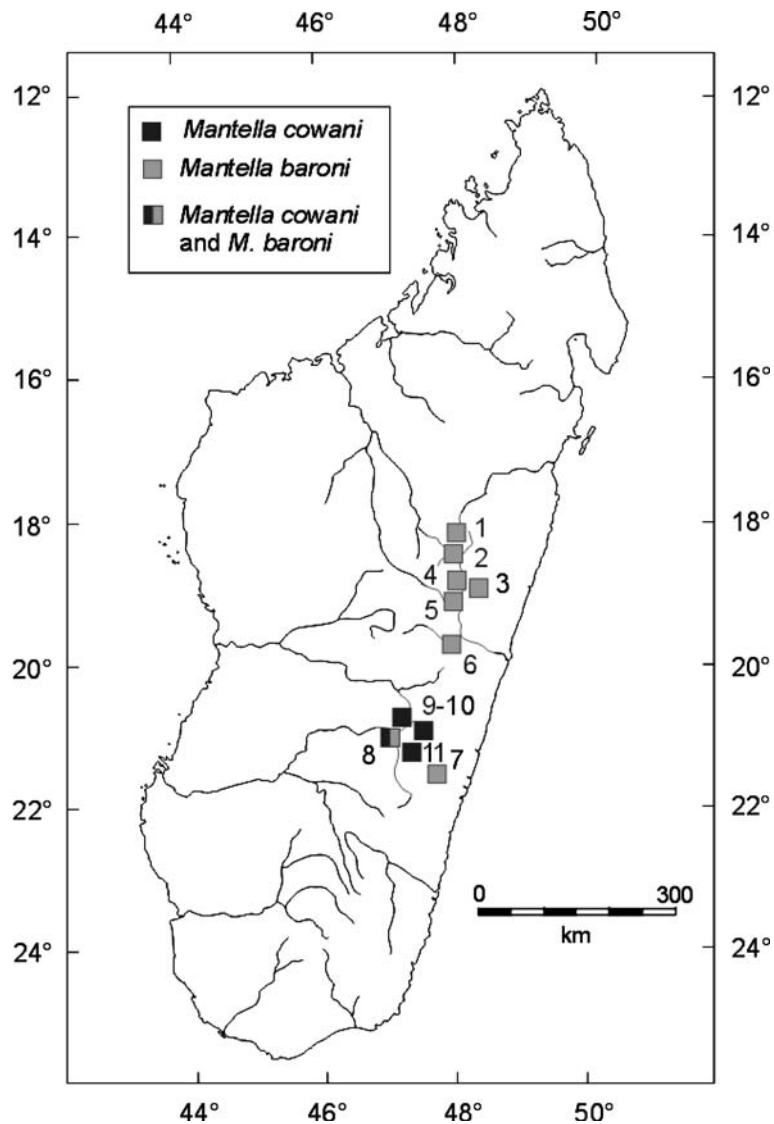 44° 46° 48° 50°
12° 12°
Mantella cowani
Mantella baroni
Mantella cowani
and M. baroni
14° 14°
16° 16°
18° 18°
1
2
4 3
5
6
20° 20°
9-10
8 11 7
22° 22°
0 300
km
24° 24°
44° 46° 48° 50°